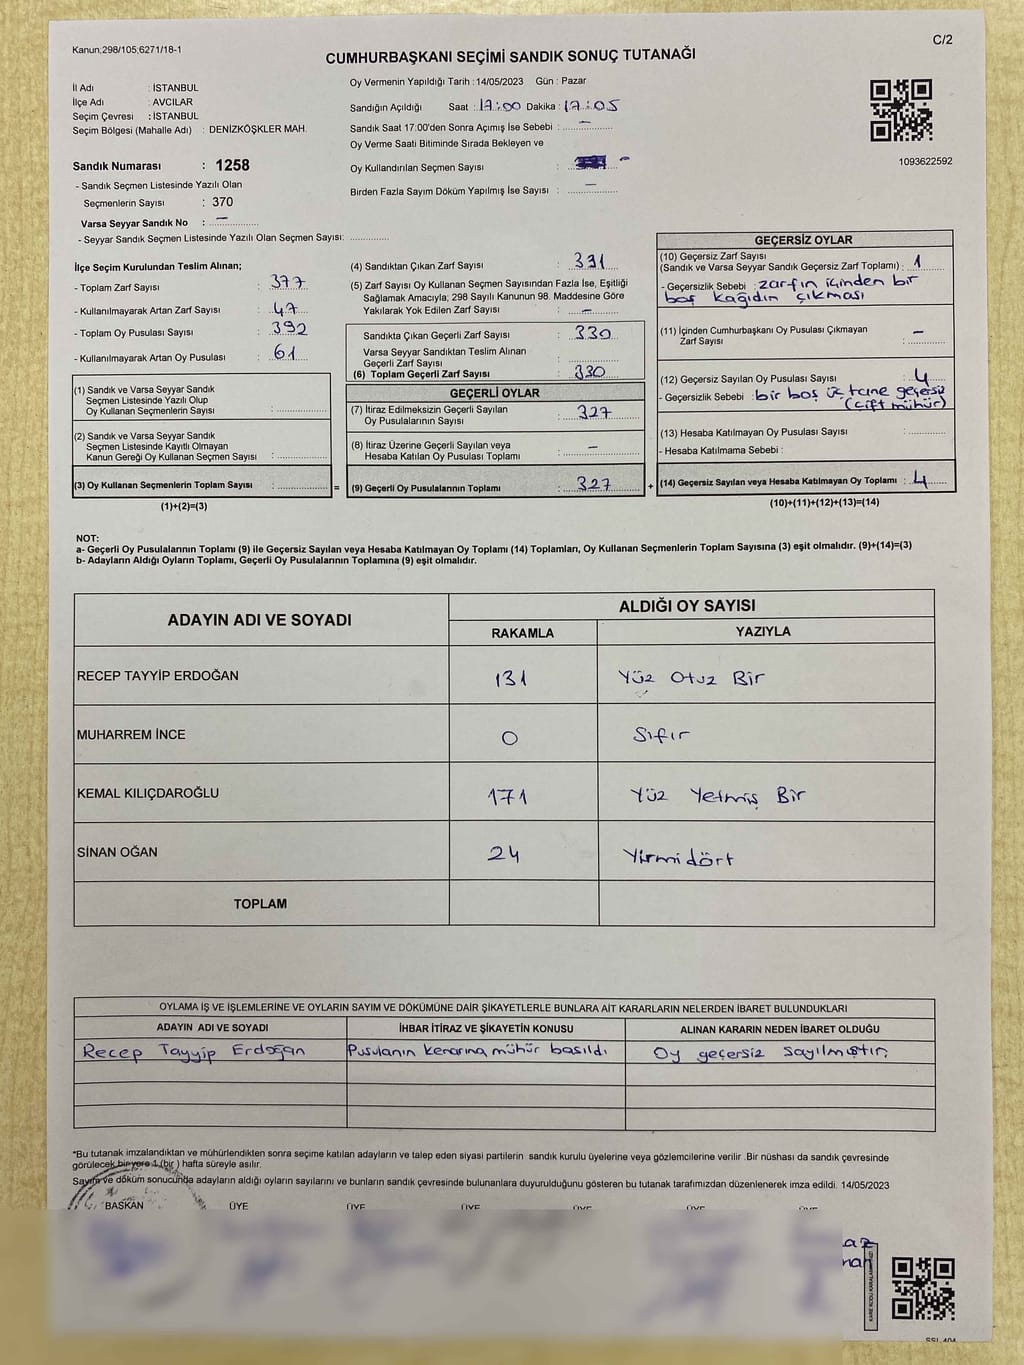 Kanun;298/105;6271/18-1
C/2
CUMHURBAŞKANI SEÇİMİ SANDIK SONUÇ TUTANAĞI
İl Adı : İSTANBUL
İlçe Adı : AVCILAR
Seçim Çevresi : İSTANBUL
Seçim Bölgesi (Mahalle Adı) : DENİZKÖŞKLER MAH.
Sandık Numarası : 1258
- Sandık Seçmen Listesinde Yazılı Olan
Seçmenlerin Sayısı : 370
Varsa Seyyar Sandık No : —
- Seyyar Sandık Seçmen Listesinde Yazılı Olan Seçmen Sayısı:
Oy Vermenin Yapıldığı Tarih : 14/05/2023 Gün : Pazar
Sandığın Açıldığı Saat : 17:00 Dakika : 17:05
Sandık Saat 17:00'den Sonra Açımış İse Sebebi : —
Oy Verme Saati Bitiminde Sırada Bekleyen ve
Oy Kullandırılan Seçmen Sayısı : —
Birden Fazla Sayım Döküm Yapılmış İse Sayısı : —
1093622592
İlçe Seçim Kurulundan Teslim Alınan;
- Toplam Zarf Sayısı : 377
- Kullanılmayarak Artan Zarf Sayısı : 47
- Toplam Oy Pusulası Sayısı : 392
- Kullanılmayarak Artan Oy Pusulası : 61
(1) Sandık ve Varsa Seyyar Sandık
Seçmen Listesinde Yazılı Olup
Oy Kullanan Seçmenlerin Sayısı :
(2) Sandık ve Varsa Seyyar Sandık
Seçmen Listesinde Kayıtlı Olmayan
Kanun Gereği Oy Kullanan Seçmen Sayısı :
(3) Oy Kullanan Seçmenlerin Toplam Sayısı : =
(1)+(2)=(3)
(4) Sandıktan Çıkan Zarf Sayısı : 331
(5) Zarf Sayısı Oy Kullanan Seçmen Sayısından Fazla İse, Eşitliği
Sağlamak Amacıyla; 298 Sayılı Kanunun 98. Maddesine Göre
Yakılarak Yok Edilen Zarf Sayısı : —
Sandıkta Çıkan Geçerli Zarf Sayısı : 330
Varsa Seyyar Sandıktan Teslim Alınan
Geçerli Zarf Sayısı :
(6) Toplam Geçerli Zarf Sayısı : 330
GEÇERLİ OYLAR
(7) İtiraz Edilmeksizin Geçerli Sayılan
Oy Pusulalarının Sayısı : 327
(8) İtiraz Üzerine Geçerli Sayılan veya
Hesaba Katılan Oy Pusulası Toplamı : —
(9) Geçerli Oy Pusulalarının Toplamı : 327 +
GEÇERSİZ OYLAR
(10) Geçersiz Zarf Sayısı
(Sandık ve Varsa Seyyar Sandık Geçersiz Zarf Toplamı) : 1
- Geçersizlik Sebebi : zarfın içinden bir
boş kağıdın çıkması
(11) İçinden Cumhurbaşkanı Oy Pusulası Çıkmayan
Zarf Sayısı : —
(12) Geçersiz Sayılan Oy Pusulası Sayısı : 4
- Geçersizlik Sebebi : bir boş üç tane geçersiz
(çift mühür)
(13) Hesaba Katılmayan Oy Pusulası Sayısı :
- Hesaba Katılmama Sebebi :
(14) Geçersiz Sayılan veya Hesaba Katılmayan Oy Toplamı : 4
(10)+(11)+(12)+(13)=(14)
NOT:
a- Geçerli Oy Pusulalarının Toplamı (9) ile Geçersiz Sayılan veya Hesaba Katılmayan Oy Toplamı (14) Toplamları, Oy Kullanan Seçmenlerin Toplam Sayısına (3) eşit olmalıdır. (9)+(14)=(3)
b- Adayların Aldığı Oyların Toplamı, Geçerli Oy Pusulalarının Toplamına (9) eşit olmalıdır.
ADAYIN ADI VE SOYADI
ALDIĞI OY SAYISI
RAKAMLA YAZIYLA
RECEP TAYYİP ERDOĞAN 131 Yüz Otuz Bir
MUHARREM İNCE 0 Sıfır
KEMAL KILIÇDAROĞLU 171 Yüz Yetmiş Bir
SİNAN OĞAN 24 Yirmi dört
TOPLAM
OYLAMA İŞ VE İŞLEMLERİNE VE OYLARIN SAYIM VE DÖKÜMÜNE DAİR ŞİKAYETLERLE BUNLARA AİT KARARLARIN NELERDEN İBARET BULUNDUKLARI
ADAYIN ADI VE SOYADI İHBAR İTİRAZ VE ŞİKAYETİN KONUSU ALINAN KARARIN NEDEN İBARET OLDUĞU
Recep Tayyip Erdoğan Pusulanın kenarına mühür basıldı Oy geçersiz sayılmıştır
*Bu tutanak imzalandıktan ve mühürlendikten sonra seçime katılan adayların ve talep eden siyasi partilerin sandık kurulu üyelerine veya gözlemcilerine verilir .Bir nüshası da sandık çevresinde
görülecek bir yere 1 (bir ) hafta süreyle asılır.
Sayım ve döküm sonucunda adayların aldığı oyların sayılarını ve bunların sandık çevresinde bulunanlara duyurulduğunu gösteren bu tutanak tarafımızdan düzenlenerek imza edildi. 14/05/2023
BAŞKAN ÜYE ÜYE ÜYE ÜYE ÜYE